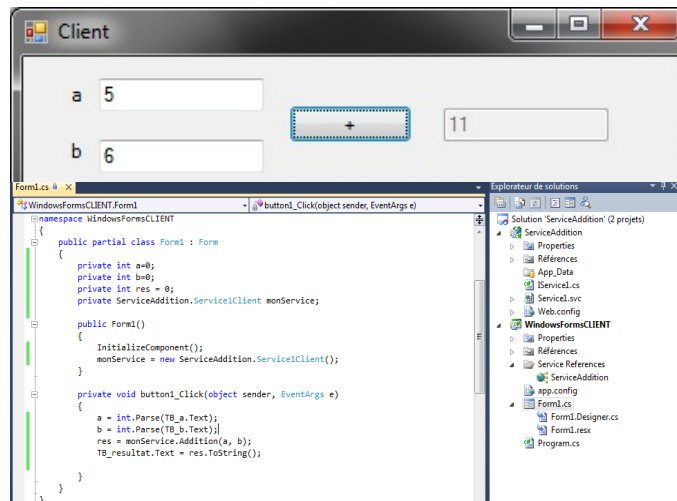 Client
a 5
+ 11
b 6
Form1.cs
WindowsFormsCLIENT.Form1 button1_Click(object sender, EventArgs e)
namespace WindowsFormsCLIENT
{
public partial class Form1 : Form
{
private int a=0;
private int b=0;
private int res = 0;
private ServiceAddition.Service1Client monService;
public Form1()
{
InitializeComponent();
monService = new ServiceAddition.Service1Client();
}
private void button1_Click(object sender, EventArgs e)
{
a = int.Parse(TB_a.Text);
b = int.Parse(TB_b.Text);
res = monService.Addition(a, b);
TB_resultat.Text = res.ToString();
}
}
}
Explorateur de solutions
Solution 'ServiceAddition' (2 projets)
ServiceAddition
Properties
Références
App_Data
IService1.cs
Service1.svc
Web.config
WindowsFormsCLIENT
Properties
Références
Service References
ServiceAddition
app.config
Form1.cs
Form1.Designer.cs
Form1.resx
Program.cs